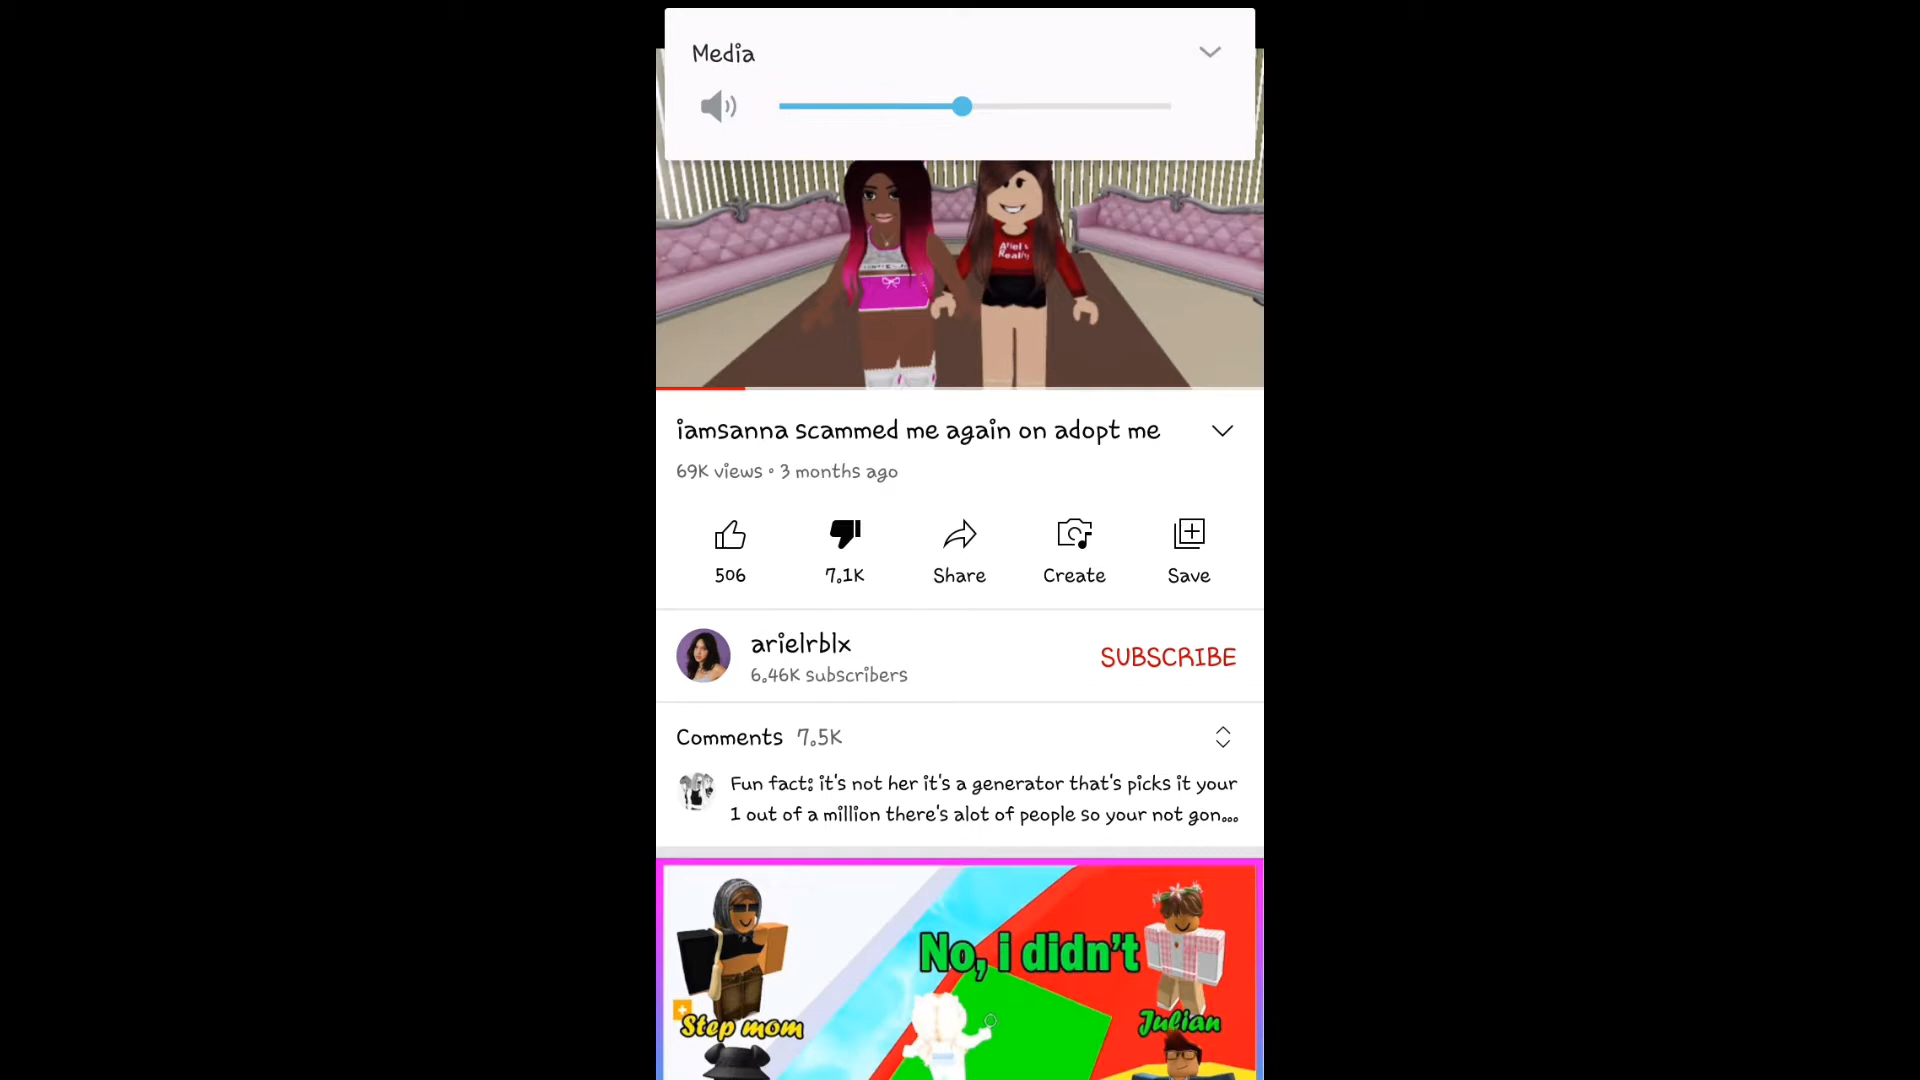 Media
Ariel's
Reality
iamsanna scammed me again on adopt me
69K views • 3 months ago
506
7.1K
Share
Create
Save
arielrblx
6.46K subscribers
SUBSCRIBE
Comments 7.5K
Fun fact: it's not her it's a generator that's picks it your
1 out of a million there's alot of people so your not gon...
No, i didn't
Step mom
Julian